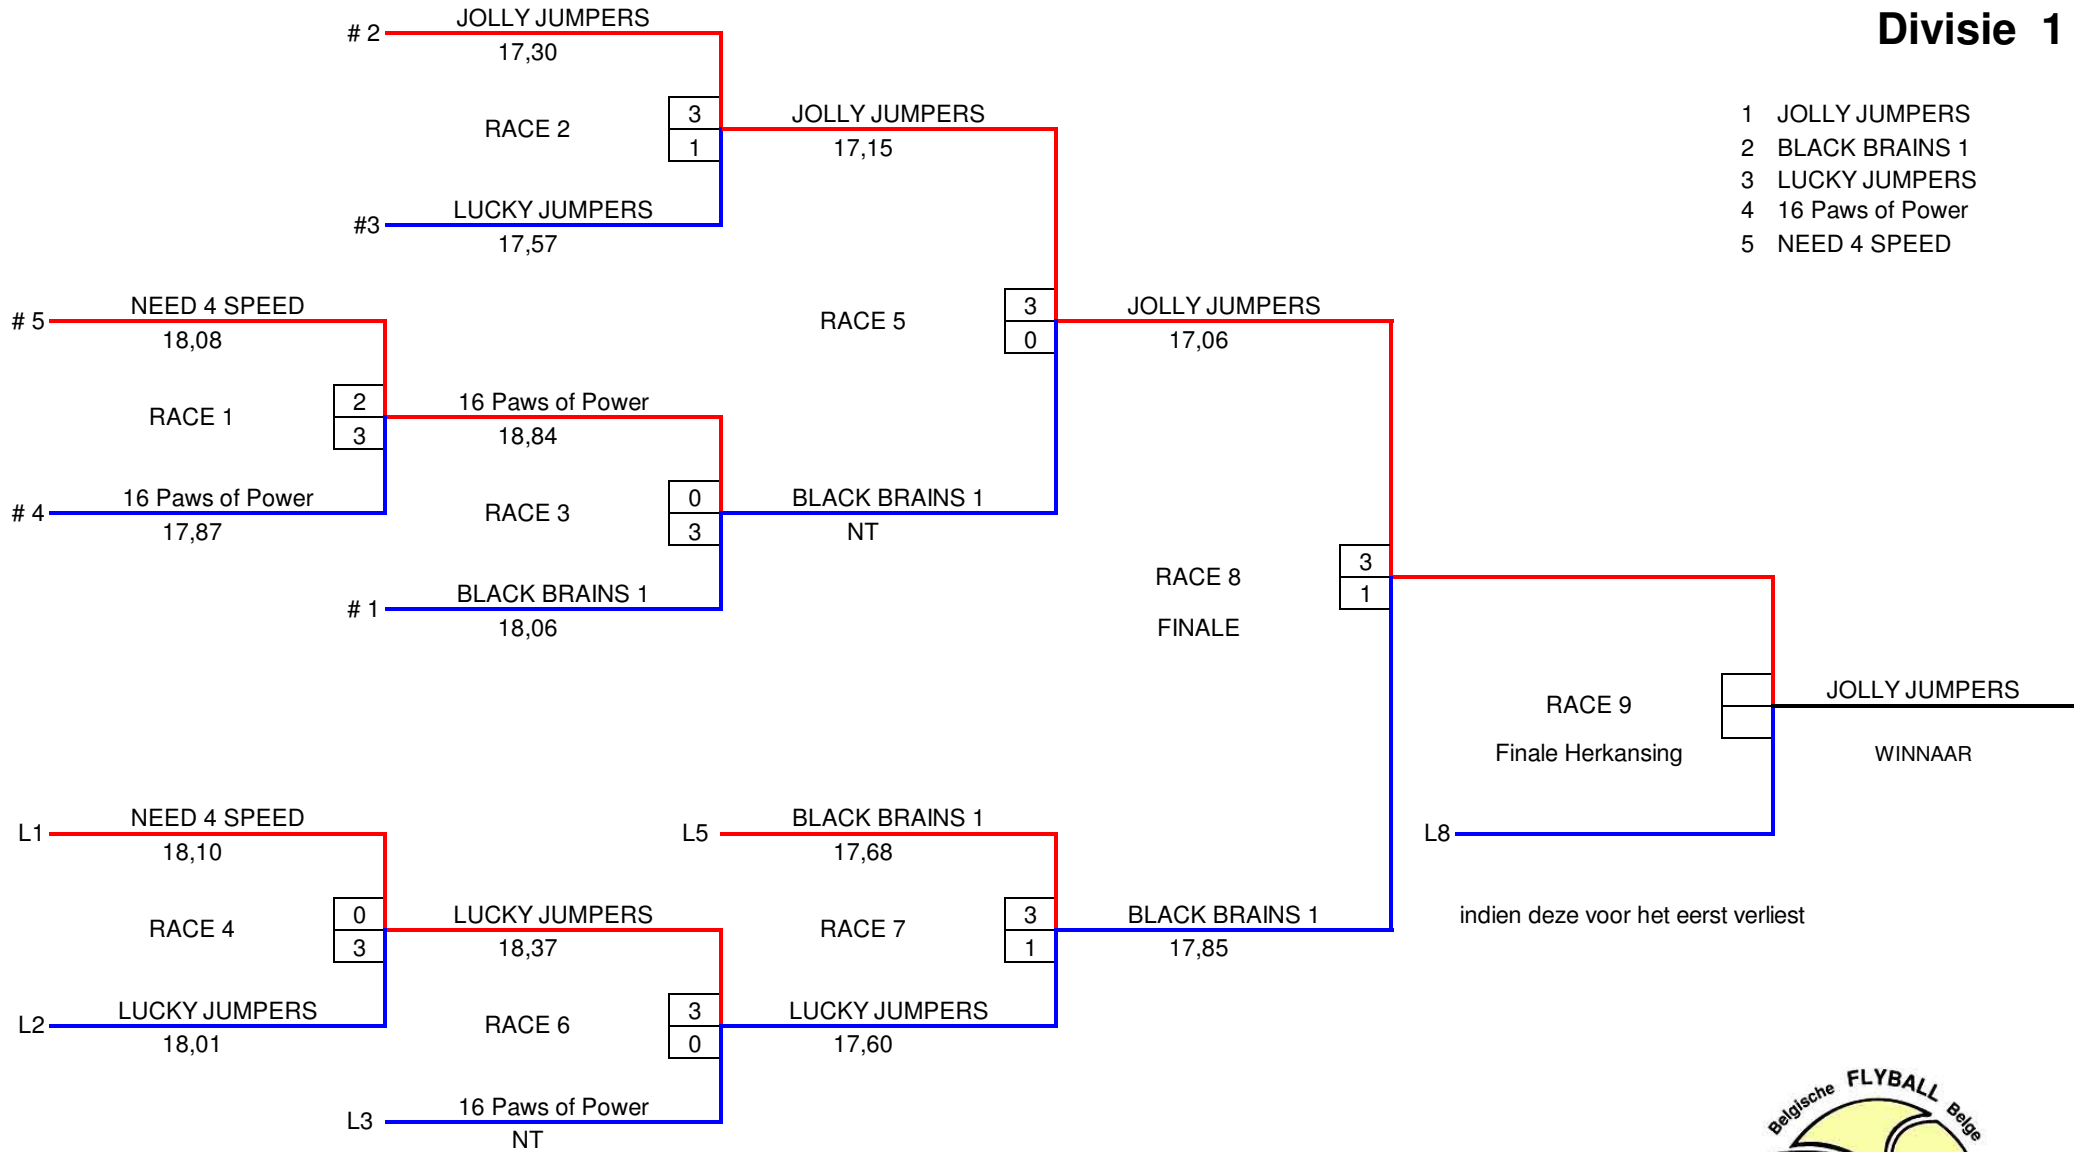 Divisie 1
1 JOLLY JUMPERS
2 BLACK BRAINS 1
3 LUCKY JUMPERS
4 16 Paws of Power
5 NEED 4 SPEED
# 2 JOLLY JUMPERS
17,30
RACE 2
3
1
#3 LUCKY JUMPERS
17,57
JOLLY JUMPERS
17,15
# 5 NEED 4 SPEED
18,08
RACE 1
2
3
# 4 16 Paws of Power
17,87
16 Paws of Power
18,84
RACE 3
0
3
# 1 BLACK BRAINS 1
18,06
BLACK BRAINS 1
NT
RACE 5
3
0
JOLLY JUMPERS
17,06
RACE 8
FINALE
3
1
RACE 9
Finale Herkansing
JOLLY JUMPERS
WINNAAR
L8
indien deze voor het eerst verliest
L1 NEED 4 SPEED
18,10
RACE 4
0
3
L2 LUCKY JUMPERS
18,01
LUCKY JUMPERS
18,37
RACE 6
3
0
L3 16 Paws of Power
NT
L5 BLACK BRAINS 1
17,68
RACE 7
3
1
LUCKY JUMPERS
17,60
BLACK BRAINS 1
17,85
Belgische FLYBALL Belge